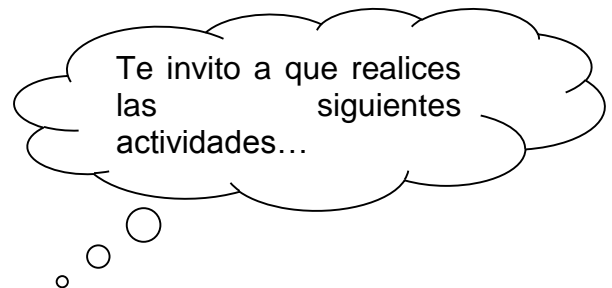 Te invito a que realices
las siguientes
actividades…